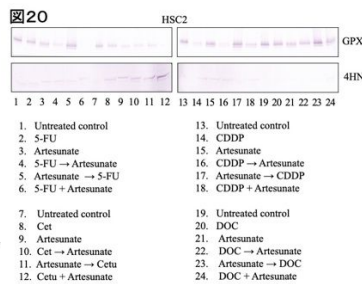 図20
HSC2
GPX
4HN
1 2 3 4 5 6 7 8 9 10 11 12 13 14 15 16 17 18 19 20 21 22 23 24
1. Untreated control
2. 5-FU
3. Artesunate
4. 5-FU → Artesunate
5. Artesunate → 5-FU
6. 5-FU + Artesunate
7. Untreated control
8. Cet
9. Artesunate
10. Cet → Artesunate
11. Artesunate → Cetu
12. Cetu + Artesunate
13. Untreated control
14. CDDP
15. Artesunate
16. CDDP → Artesunate
17. Artesunate → CDDP
18. CDDP + Artesunate
19. Untreated control
20. DOC
21. Artesunate
22. DOC → Artesunate
23. Artesunate → DOC
24. DOC + Artesunate